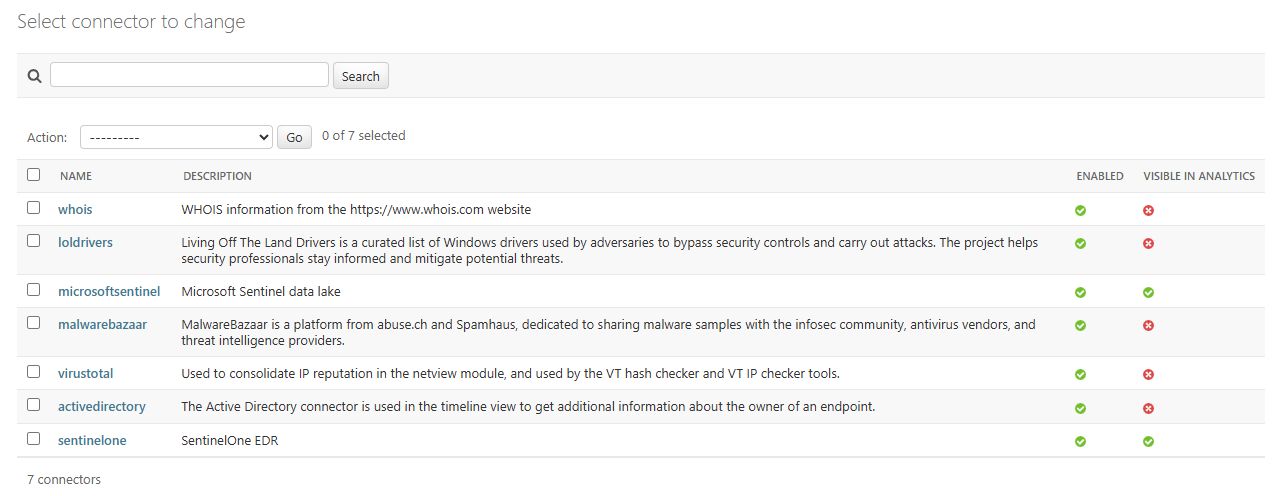 Select connector to change
Search
Action: --------- Go 0 of 7 selected
NAME DESCRIPTION ENABLED VISIBLE IN ANALYTICS
whois WHOIS information from the https://www.whois.com website
loldrivers Living Off The Land Drivers is a curated list of Windows drivers used by adversaries to bypass security controls and carry out attacks. The project helps
security professionals stay informed and mitigate potential threats.
microsoftsentinel Microsoft Sentinel data lake
malwarebazaar MalwareBazaar is a platform from abuse.ch and Spamhaus, dedicated to sharing malware samples with the infosec community, antivirus vendors, and
threat intelligence providers.
virustotal Used to consolidate IP reputation in the netview module, and used by the VT hash checker and VT IP checker tools.
activedirectory The Active Directory connector is used in the timeline view to get additional information about the owner of an endpoint.
sentinelone SentinelOne EDR
7 connectors